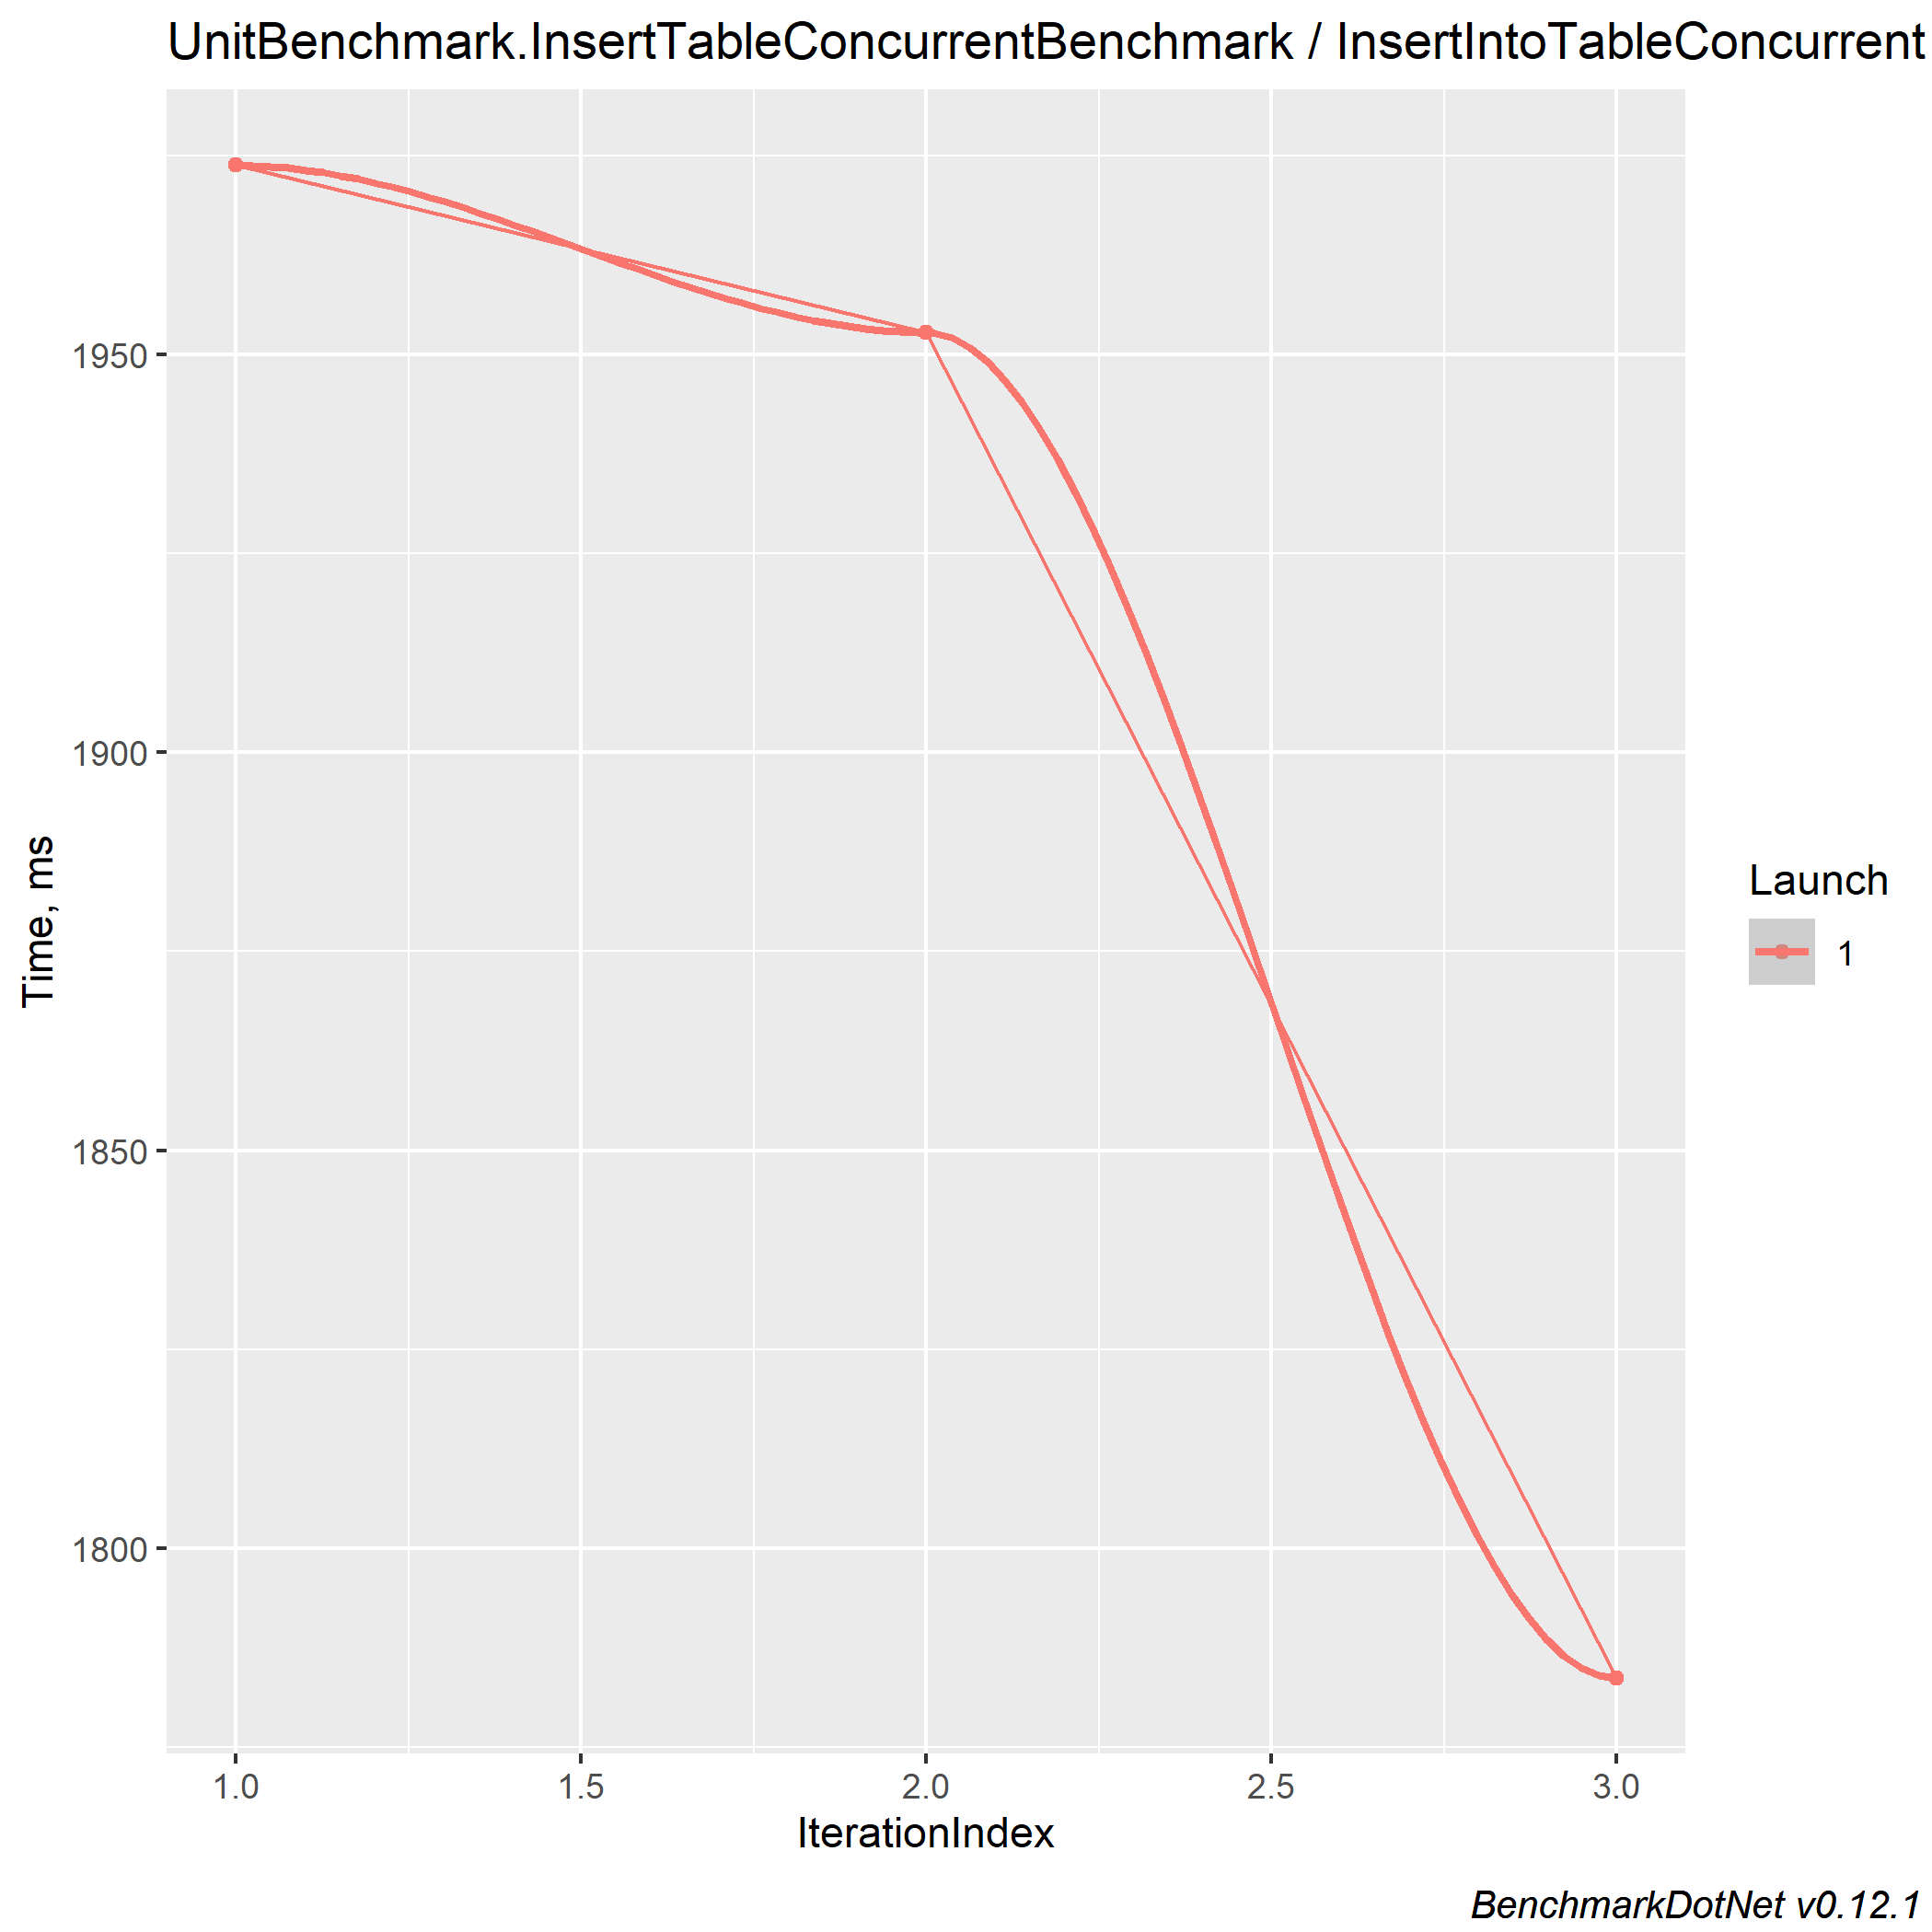 UnitBenchmark.InsertTableConcurrentBenchmark / InsertIntoTableConcurrent
1950
1900
1850
1800
Time, ms
1.0 1.5 2.0 2.5 3.0
IterationIndex
Launch
1
BenchmarkDotNet v0.12.1